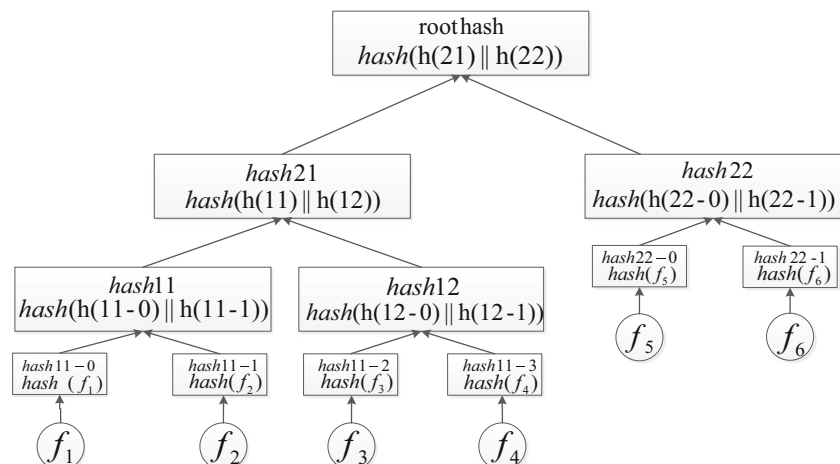 roothash
hash(h(21) || h(22))
hash21
hash(h(11) || h(12))
hash22
hash(h(22-0) || h(22-1))
hash11
hash(h(11-0) || h(11-1))
hash12
hash(h(12-0) || h(12-1))
hash22-0
hash(f5)
hash22-1
hash(f6)
f5
f6
hash11-0
hash (f1)
hash11-1
hash(f2)
hash11-2
hash(f3)
hash11-3
hash(f4)
f1
f2
f3
f4